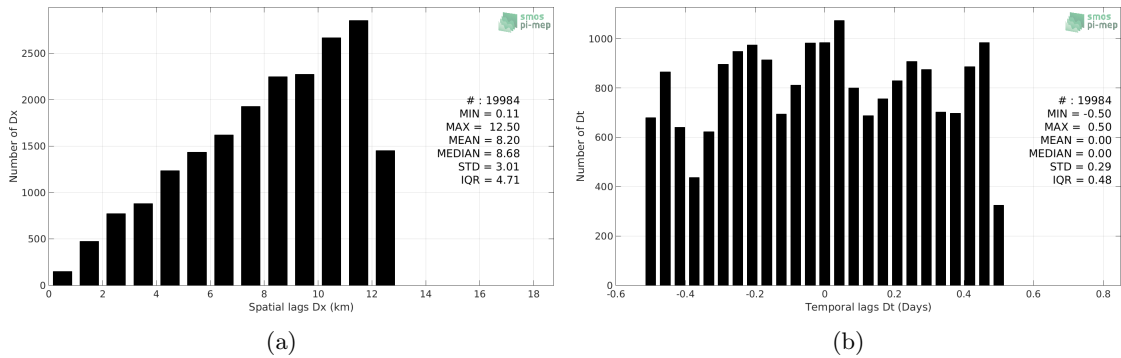 smos
pi-mep
2500
2000
1500
1000
500
0
Number of Dx
# : 19984
MIN = 0.11
MAX = 12.50
MEAN = 8.20
MEDIAN = 8.68
STD = 3.01
IQR = 4.71
0 2 4 6 8 10 12 14 16 18
Spatial lags Dx (km)
(a)
smos
pi-mep
1000
800
600
400
200
0
Number of Dt
# : 19984
MIN = -0.50
MAX = 0.50
MEAN = 0.00
MEDIAN = 0.00
STD = 0.29
IQR = 0.48
-0.6 -0.4 -0.2 0 0.2 0.4 0.6 0.8
Temporal lags Dt (Days)
(b)